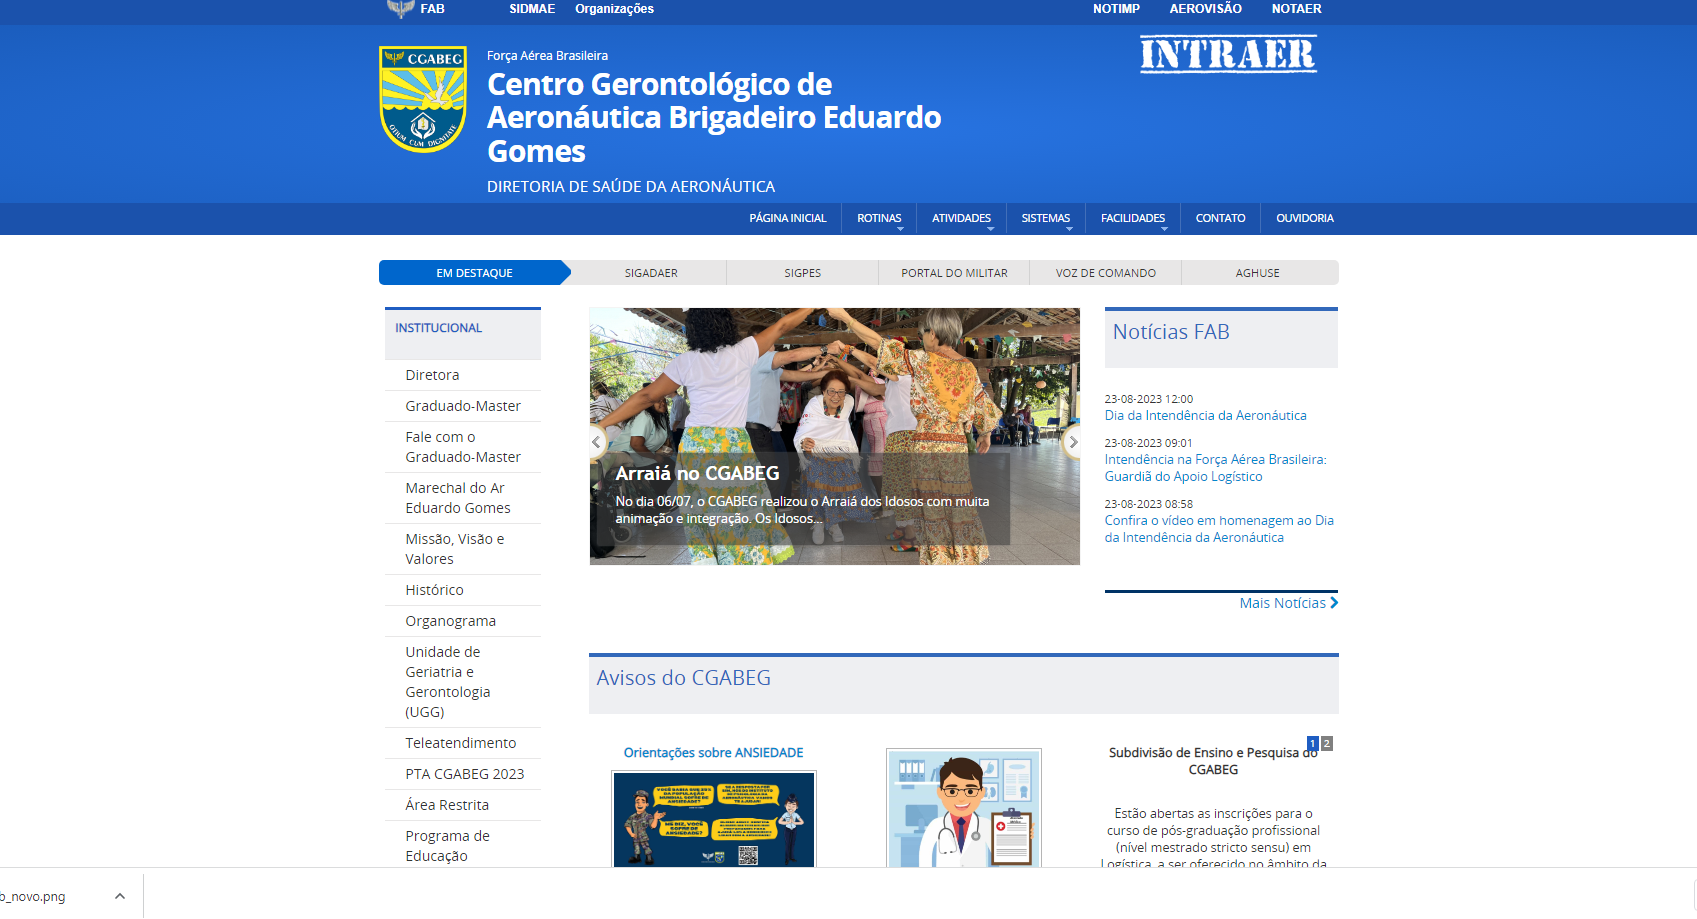 FAB
SIDMAE
Organizações
NOTIMP
AEROVISÃO
NOTAER
CGABEG
OTIUM CUM DIGNITATE
Força Aérea Brasileira
Centro Gerontológico de
Aeronáutica Brigadeiro Eduardo
Gomes
DIRETORIA DE SAÚDE DA AERONÁUTICA
INTRAER
PÁGINA INICIAL
ROTINAS
ATIVIDADES
SISTEMAS
FACILIDADES
CONTATO
OUVIDORIA
EM DESTAQUE
SIGADAER
SIGPES
PORTAL DO MILITAR
VOZ DE COMANDO
AGHUSE
INSTITUCIONAL
Diretora
Graduado-Master
Fale com o
Graduado-Master
Marechal do Ar
Eduardo Gomes
Missão, Visão e
Valores
Histórico
Organograma
Unidade de
Geriatria e
Gerontologia
(UGG)
Teleatendimento
PTA CGABEG 2023
Área Restrita
Programa de
Educação
Arraiá no CGABEG
No dia 06/07, o CGABEG realizou o Arraiá dos Idosos com muita
animação e integração. Os Idosos...
Notícias FAB
23-08-2023 12:00
Dia da Intendência da Aeronáutica
23-08-2023 09:01
Intendência na Força Aérea Brasileira:
Guardiã do Apoio Logístico
23-08-2023 08:58
Confira o vídeo em homenagem ao Dia
da Intendência da Aeronáutica
Mais Notícias
Avisos do CGABEG
Orientações sobre ANSIEDADE
1 2
Subdivisão de Ensino e Pesquisa do
CGABEG
Estão abertas as inscrições para o
curso de pós-graduação profissional
(nível mestrado stricto sensu) em
Logística, a ser oferecido no âmbito da
b_novo.png